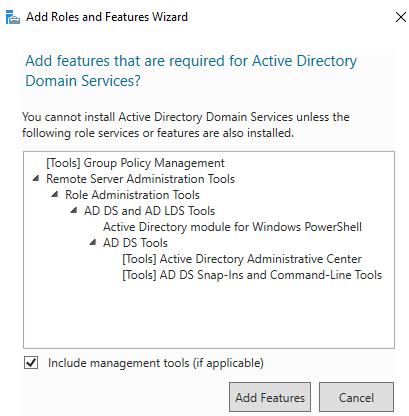 Add Roles and Features Wizard
Add features that are required for Active Directory
Domain Services?
You cannot install Active Directory Domain Services unless the
following role services or features are also installed.
[Tools] Group Policy Management
Remote Server Administration Tools
Role Administration Tools
AD DS and AD LDS Tools
Active Directory module for Windows PowerShell
AD DS Tools
[Tools] Active Directory Administrative Center
[Tools] AD DS Snap-Ins and Command-Line Tools
Include management tools (if applicable)
Add Features
Cancel